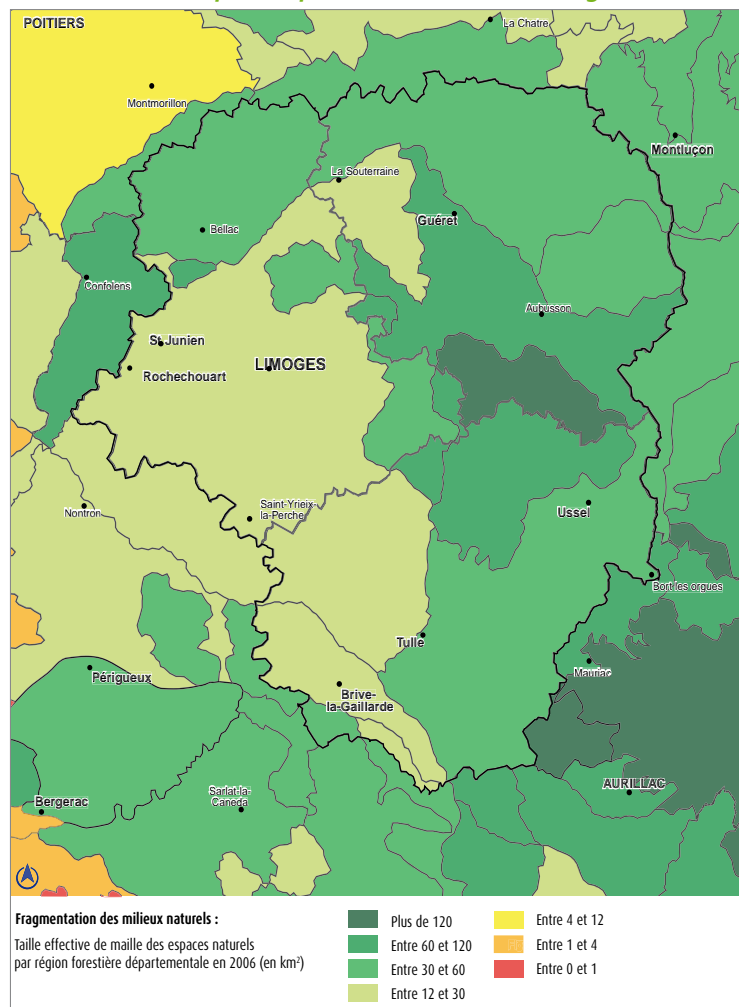 POITIERS
La Chatre
Montmorillon
Montluçon
La Souterraine
Guéret
Bellac
Confolens
Aubusson
St Junien
LIMOGES
Rochechouart
Saint-Yrieix-
la-Perche
Nontron
Ussel
Bort les orgues
Tulle
Mauriac
Périgueux
Brive-
la-Gaillarde
AURILLAC
Sarlat-la-
Canéda
Bergerac
Fragmentation des milieux naturels :
Taille effective de maille des espaces naturels
par région forestière départementale en 2006 (en km²)
Plus de 120
Entre 60 et 120
Entre 30 et 60
Entre 12 et 30
Entre 4 et 12
Entre 1 et 4
Entre 0 et 1